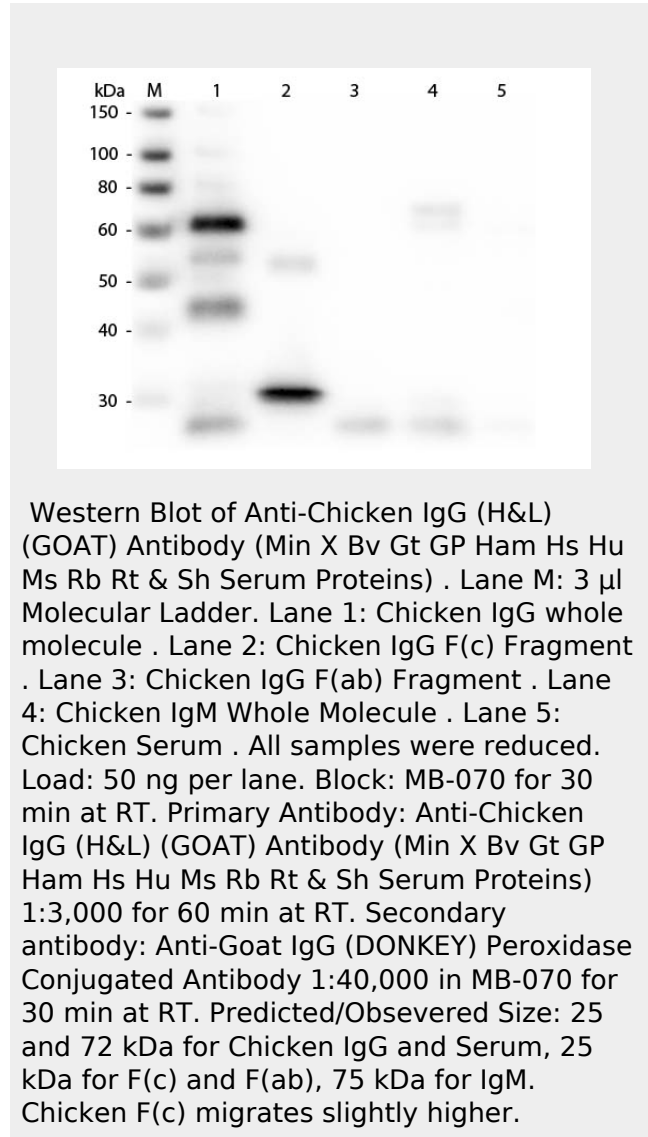 kDa M 1 2 3 4 5
150 -
100 -
80 -
60 -
50 -
40 -
30 -
Western Blot of Anti-Chicken IgG (H&L)
(GOAT) Antibody (Min X Bv Gt GP Ham Hs Hu
Ms Rb Rt & Sh Serum Proteins) . Lane M: 3 µl
Molecular Ladder. Lane 1: Chicken IgG whole
molecule . Lane 2: Chicken IgG F(c) Fragment
. Lane 3: Chicken IgG F(ab) Fragment . Lane
4: Chicken IgM Whole Molecule . Lane 5:
Chicken Serum . All samples were reduced.
Load: 50 ng per lane. Block: MB-070 for 30
min at RT. Primary Antibody: Anti-Chicken
IgG (H&L) (GOAT) Antibody (Min X Bv Gt GP
Ham Hs Hu Ms Rb Rt & Sh Serum Proteins)
1:3,000 for 60 min at RT. Secondary
antibody: Anti-Goat IgG (DONKEY) Peroxidase
Conjugated Antibody 1:40,000 in MB-070 for
30 min at RT. Predicted/Obsevered Size: 25
and 72 kDa for Chicken IgG and Serum, 25
kDa for F(c) and F(ab), 75 kDa for IgM.
Chicken F(c) migrates slightly higher.